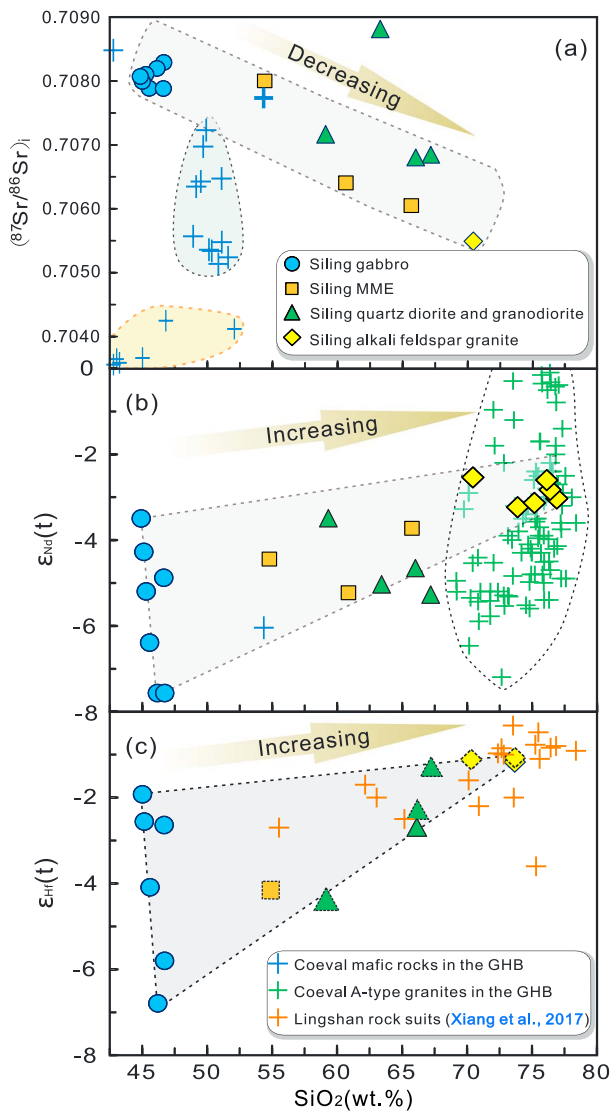 0.7090
(a)
Decreasing
0.7080
0.7070
(⁸⁷Sr/⁸⁶Sr)i
0.7060
0.7050
0.7040
0
Siling gabbro
Siling MME
Siling quartz diorite and granodiorite
Siling alkali feldspar granite
(b)
Increasing
-2
εNd(t)
-4
-6
-8
(c)
Increasing
-2
εHf(t)
-4
-6
-8
Coeval mafic rocks in the GHB
Coeval A-type granites in the GHB
Lingshan rock suits (Xiang et al., 2017)
45 50 55 60 65 70 75 80
SiO₂(wt.%)